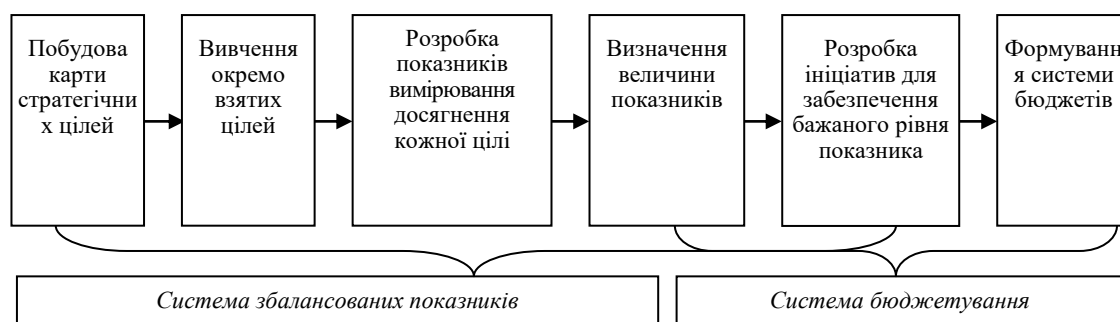 Побудова
карти
стратегічни
х цілей
Вивчення
окремо
взятих
цілей
Розробка
показників
вимірювання
досягнення
кожної цілі
Визначення
величини
показників
Розробка
ініціатив для
забезпечення
бажаного рівня
показника
Формуванн
я системи
бюджетів
Система збалансованих показників
Система бюджетування